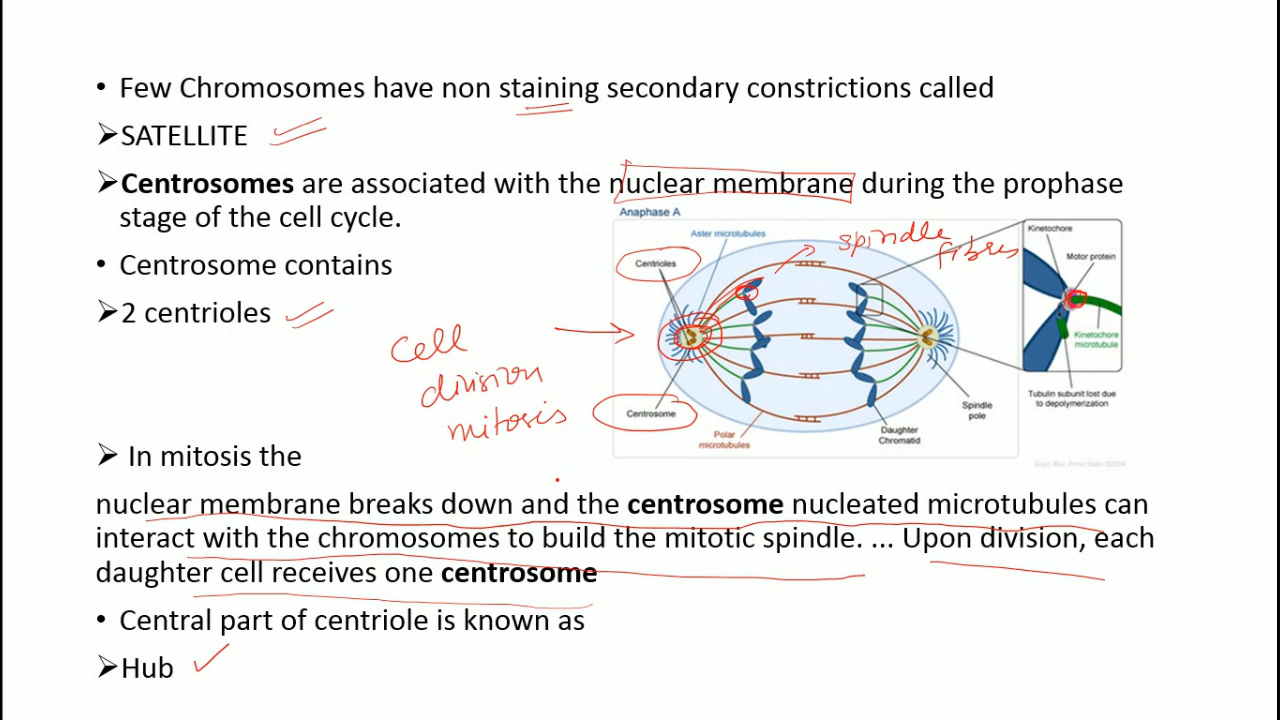 • Few Chromosomes have non staining secondary constrictions called
➢SATELLITE
➢Centrosomes are associated with the nuclear membrane during the prophase
stage of the cell cycle.
• Centrosome contains
➢2 centrioles
Anaphase A
Aster microtubules
Centrioles
spindle
fibres
Kinetochore
Motor protein
Kinetochore
microtubule
Tubulin subunit lost due
to depolymerization
Cell
division
mitosis
Centrosome
Polar
microtubules
Daughter
Chromatid
Spindle
pole
➢ In mitosis the
nuclear membrane breaks down and the centrosome nucleated microtubules can
interact with the chromosomes to build the mitotic spindle. ... Upon division, each
daughter cell receives one centrosome
• Central part of centriole is known as
➢Hub